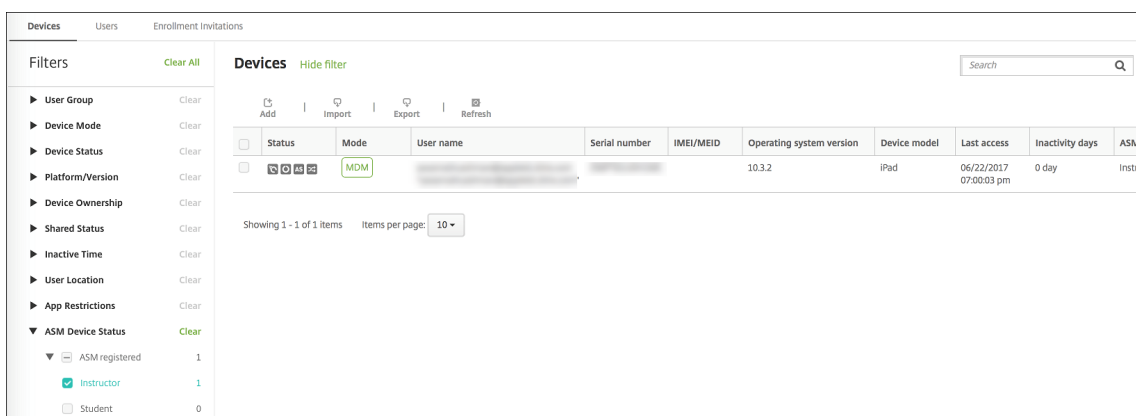 Devices Users Enrollment Invitations
Filters Clear All
User Group Clear
Device Mode Clear
Device Status Clear
Platform/Version Clear
Device Ownership Clear
Shared Status Clear
Inactive Time Clear
User Location Clear
App Restrictions Clear
ASM Device Status Clear
ASM registered 1
Instructor 1
Student 0
Devices Hide filter
Search
Add | Import | Export | Refresh
Status Mode User name Serial number IMEI/MEID Operating system version Device model Last access Inactivity days ASM
AS MDM 10.3.2 iPad 06/22/2017 0 day Inst
07:00:03 pm
Showing 1 - 1 of 1 items Items per page: 10